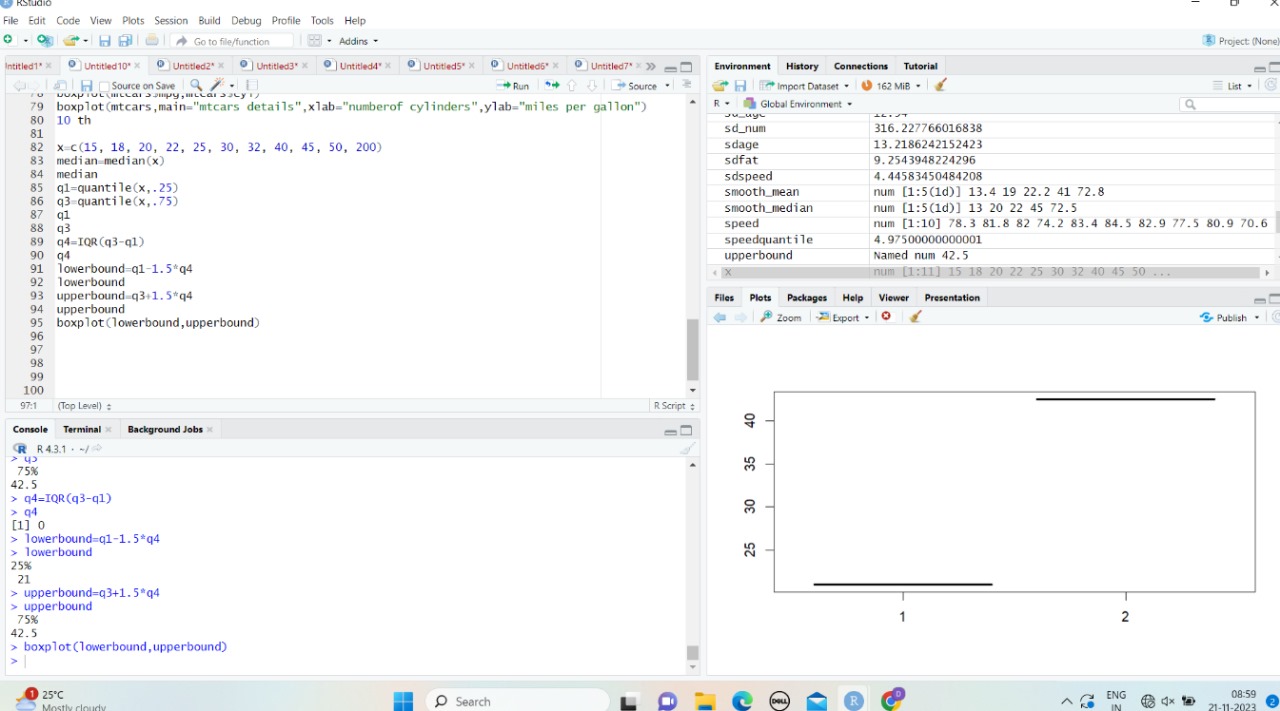 RStudio
File Edit Code View Plots Session Build Debug Profile Tools Help
Go to file/function Addins Project: (None)
ntitled1* Untitled10* Untitled2* Untitled3* Untitled4* Untitled5* Untitled6* Untitled7*
Source on Save Run Source
79 boxplot(mtcars,main="mtcars details",xlab="numberof cylinders",ylab="miles per gallon")
80 10 th
81
82 x=c(15, 18, 20, 22, 25, 30, 32, 40, 45, 50, 200)
83 median=median(x)
84 median
85 q1=quantile(x,.25)
86 q3=quantile(x,.75)
87 q1
88 q3
89 q4=IQR(q3-q1)
90 q4
91 lowerbound=q1-1.5*q4
92 lowerbound
93 upperbound=q3+1.5*q4
94 upperbound
95 boxplot(lowerbound,upperbound)
96
97
98
99
100
97:1 (Top Level) R Script
Console Terminal Background Jobs
R 4.3.1 · ~/
> q3
75%
42.5
> q4=IQR(q3-q1)
> q4
[1] 0
> lowerbound=q1-1.5*q4
> lowerbound
25%
21
> upperbound=q3+1.5*q4
> upperbound
75%
42.5
> boxplot(lowerbound,upperbound)
>
Environment History Connections Tutorial
Import Dataset 162 MiB List
R Global Environment
sd_age 12.94
sd_num 316.227766016838
sdage 13.2186242152423
sdfat 9.2543948224296
sdspeed 4.44583450484208
smooth_mean num [1:5(1d)] 13.4 19 22.2 41 72.8
smooth_median num [1:5(1d)] 13 20 22 45 72.5
speed num [1:10] 78.3 81.8 82 74.2 83.4 84.5 82.9 77.5 80.9 70.6
speedquantile 4.97500000000001
upperbound Named num 42.5
x num [1:11] 15 18 20 22 25 30 32 40 45 50 ...
Files Plots Packages Help Viewer Presentation
Zoom Export Publish
40
35
30
25
1 2
1 25°C
Mostly cloudy
Search
DELL
R
D
ENG
IN
08:59
21-11-2023
2